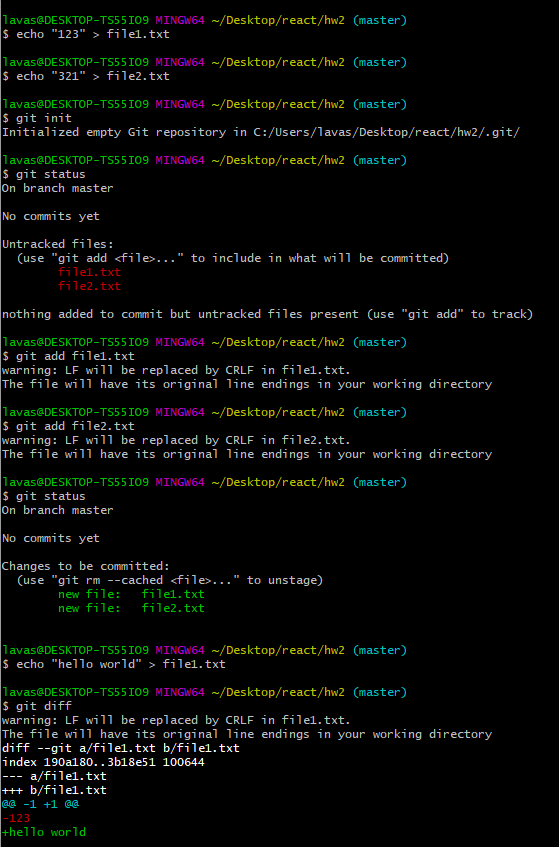 lavas@DESKTOP-TS55IO9 MINGW64 ~/Desktop/react/hw2 (master)
$ echo "123" > file1.txt
lavas@DESKTOP-TS55IO9 MINGW64 ~/Desktop/react/hw2 (master)
$ echo "321" > file2.txt
lavas@DESKTOP-TS55IO9 MINGW64 ~/Desktop/react/hw2 (master)
$ git init
Initialized empty Git repository in C:/Users/lavas/Desktop/react/hw2/.git/
lavas@DESKTOP-TS55IO9 MINGW64 ~/Desktop/react/hw2 (master)
$ git status
On branch master
No commits yet
Untracked files:
  (use "git add <file>..." to include in what will be committed)
        file1.txt
        file2.txt
nothing added to commit but untracked files present (use "git add" to track)
lavas@DESKTOP-TS55IO9 MINGW64 ~/Desktop/react/hw2 (master)
$ git add file1.txt
warning: LF will be replaced by CRLF in file1.txt.
The file will have its original line endings in your working directory
lavas@DESKTOP-TS55IO9 MINGW64 ~/Desktop/react/hw2 (master)
$ git add file2.txt
warning: LF will be replaced by CRLF in file2.txt.
The file will have its original line endings in your working directory
lavas@DESKTOP-TS55IO9 MINGW64 ~/Desktop/react/hw2 (master)
$ git status
On branch master
No commits yet
Changes to be committed:
  (use "git rm --cached <file>..." to unstage)
        new file:   file1.txt
        new file:   file2.txt
lavas@DESKTOP-TS55IO9 MINGW64 ~/Desktop/react/hw2 (master)
$ echo "hello world" > file1.txt
lavas@DESKTOP-TS55IO9 MINGW64 ~/Desktop/react/hw2 (master)
$ git diff
warning: LF will be replaced by CRLF in file1.txt.
The file will have its original line endings in your working directory
diff --git a/file1.txt b/file1.txt
index 190a180..3b18e51 100644
--- a/file1.txt
+++ b/file1.txt
@@ -1 +1 @@
-123
+hello world